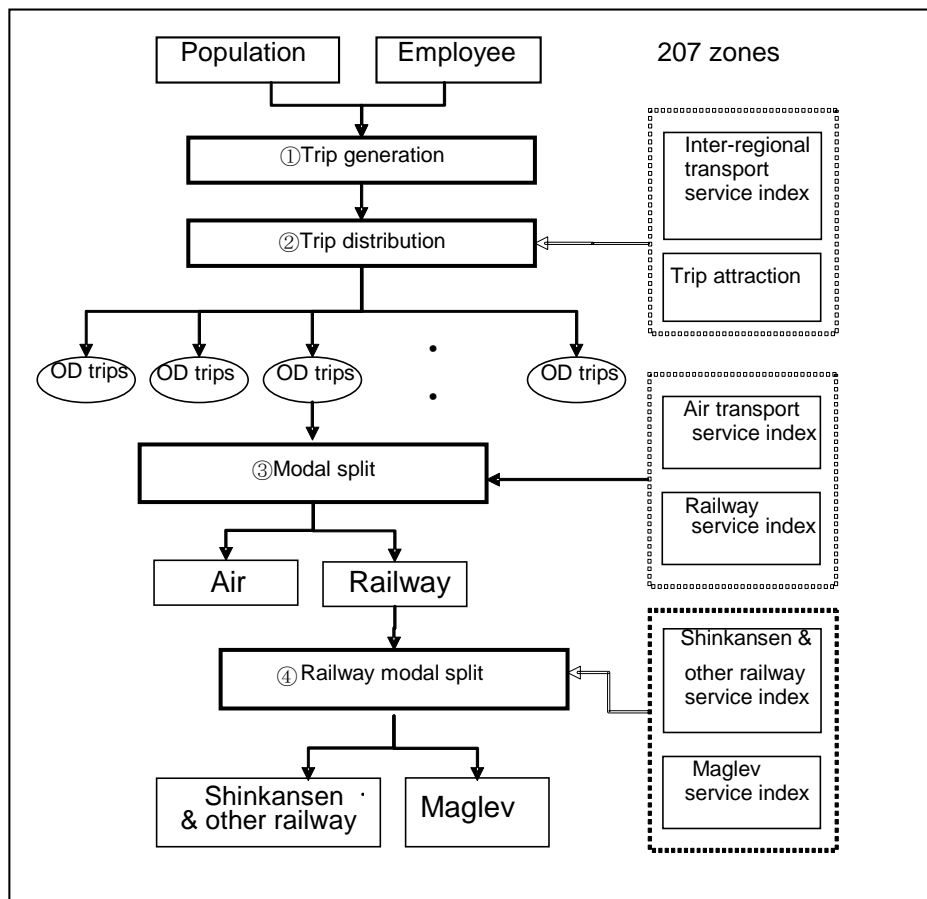 Population
Employee
207 zones
①Trip generation
Inter-regional
transport
service index
②Trip distribution
Trip attraction
OD trips
OD trips
OD trips
OD trips
Air transport
service index
③Modal split
Railway
service index
Air
Railway
Shinkansen &
other railway
service index
④Railway modal split
Maglev
service index
Shinkansen
& other railway
Maglev